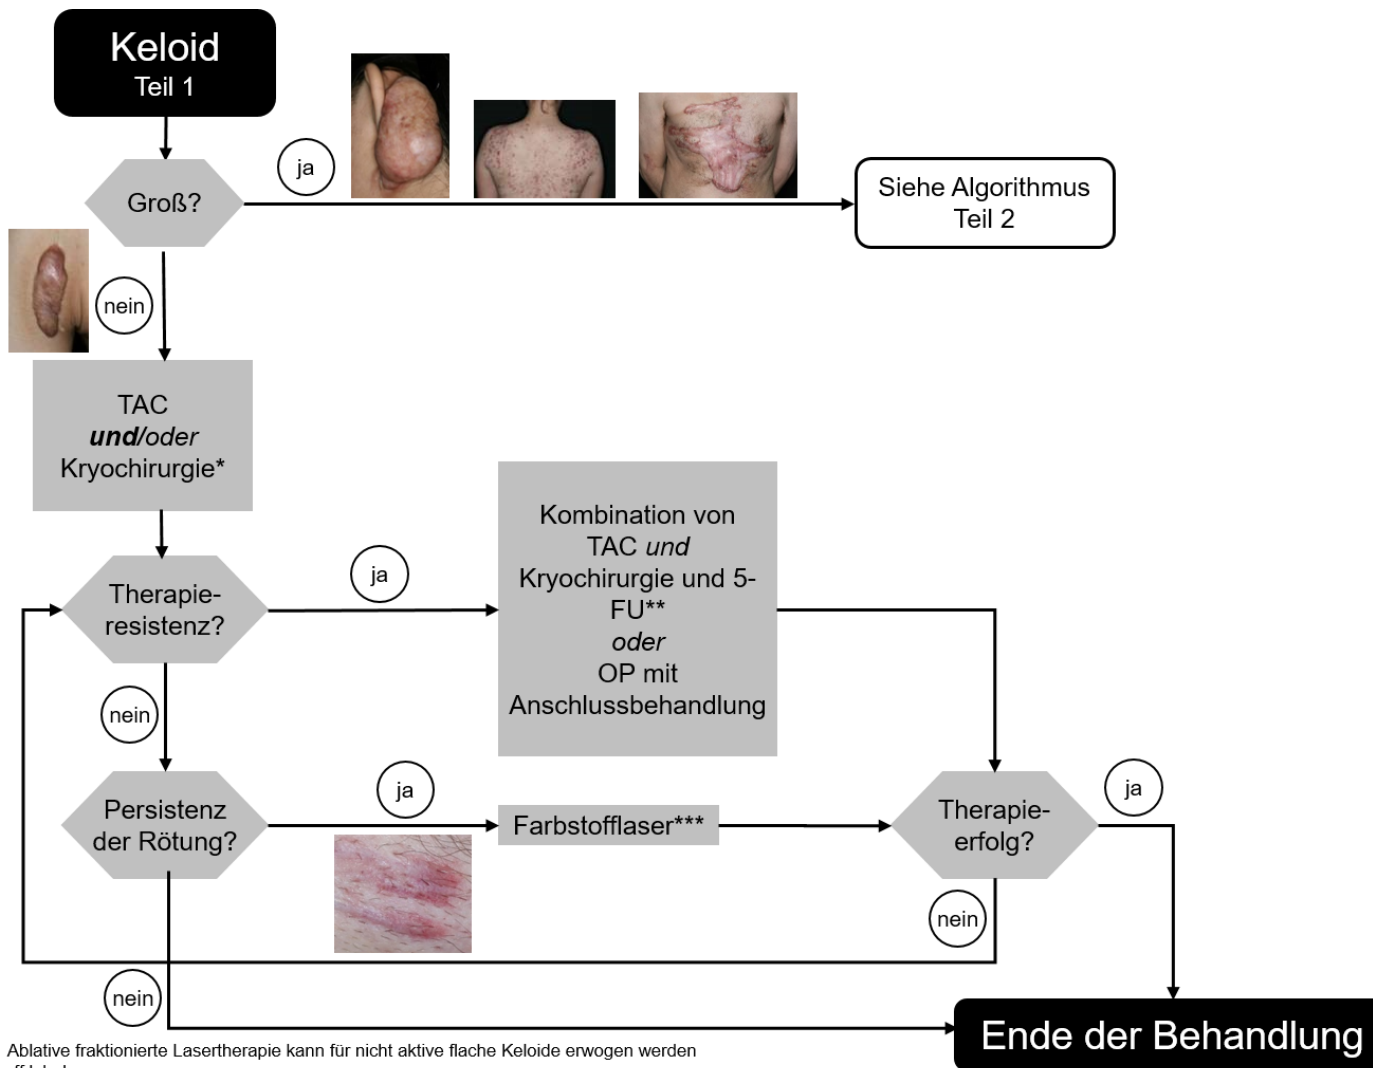 Keloid
Teil 1
ja
Groß?
Siehe Algorithmus
Teil 2
nein
TAC
und/oder
Kryochirurgie*
Kombination von
TAC und
Kryochirurgie und 5-
FU**
oder
OP mit
Anschlussbehandlung
Therapie-
resistenz?
ja
nein
Persistenz
der Rötung?
ja
Farbstofflaser***
Therapie-
erfolg?
ja
nein
nein
Ende der Behandlung
Ablative fraktionierte Lasertherapie kann für nicht aktive flache Keloide erwogen werden